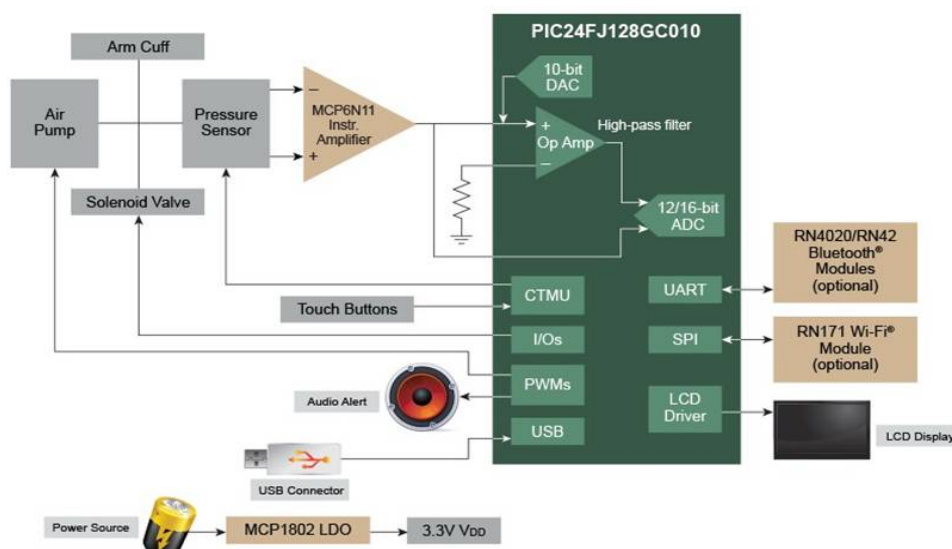 PIC24FJ128GC010
Arm Cuff
Air
Pump
Pressure
Sensor
−
MCP6N11
Instr.
Amplifier
+
Solenoid Valve
10-bit
DAC
+
Op Amp
−
High-pass filter
12/16-bit
ADC
RN4020/RN42
Bluetooth®
Modules
(optional)
CTMU
UART
Touch Buttons
I/Os
SPI
RN171 Wi-Fi®
Module
(optional)
PWMs
Audio Alert
LCD
Driver
USB
LCD Display
USB Connector
Power Source
MCP1802 LDO
3.3V VDD